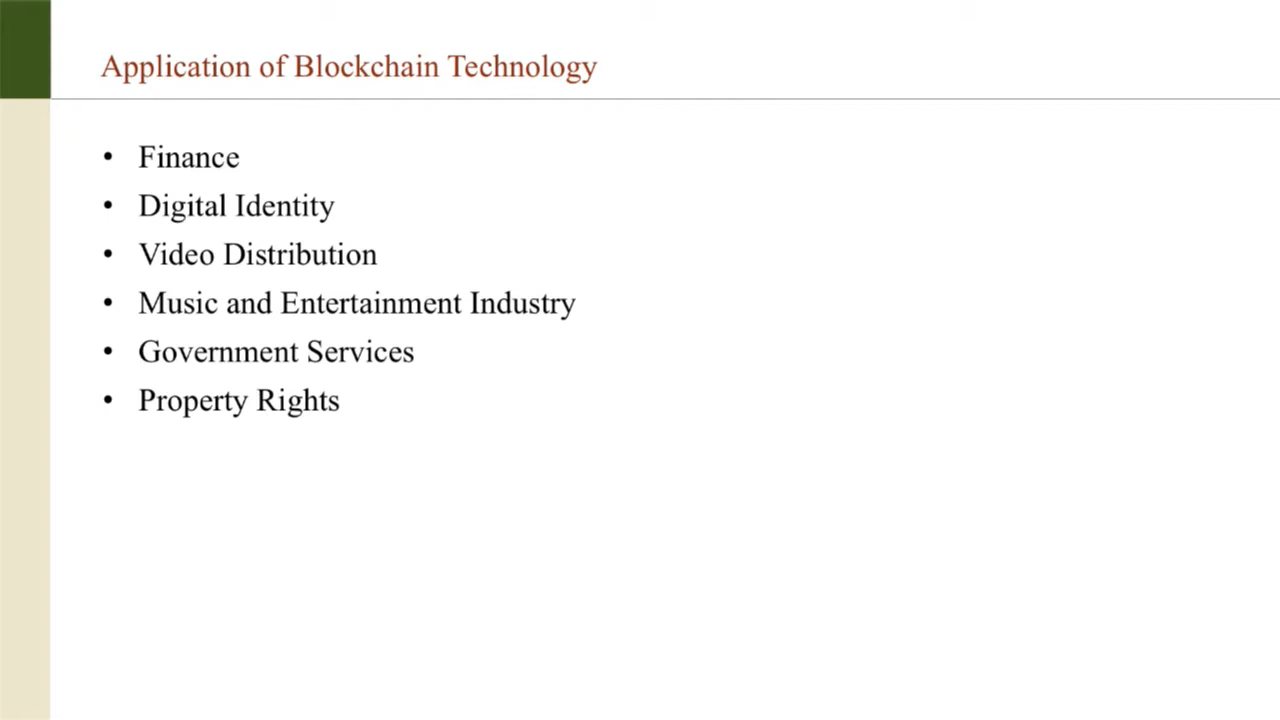 Application of Blockchain Technology
• Finance
• Digital Identity
• Video Distribution
• Music and Entertainment Industry
• Government Services
• Property Rights